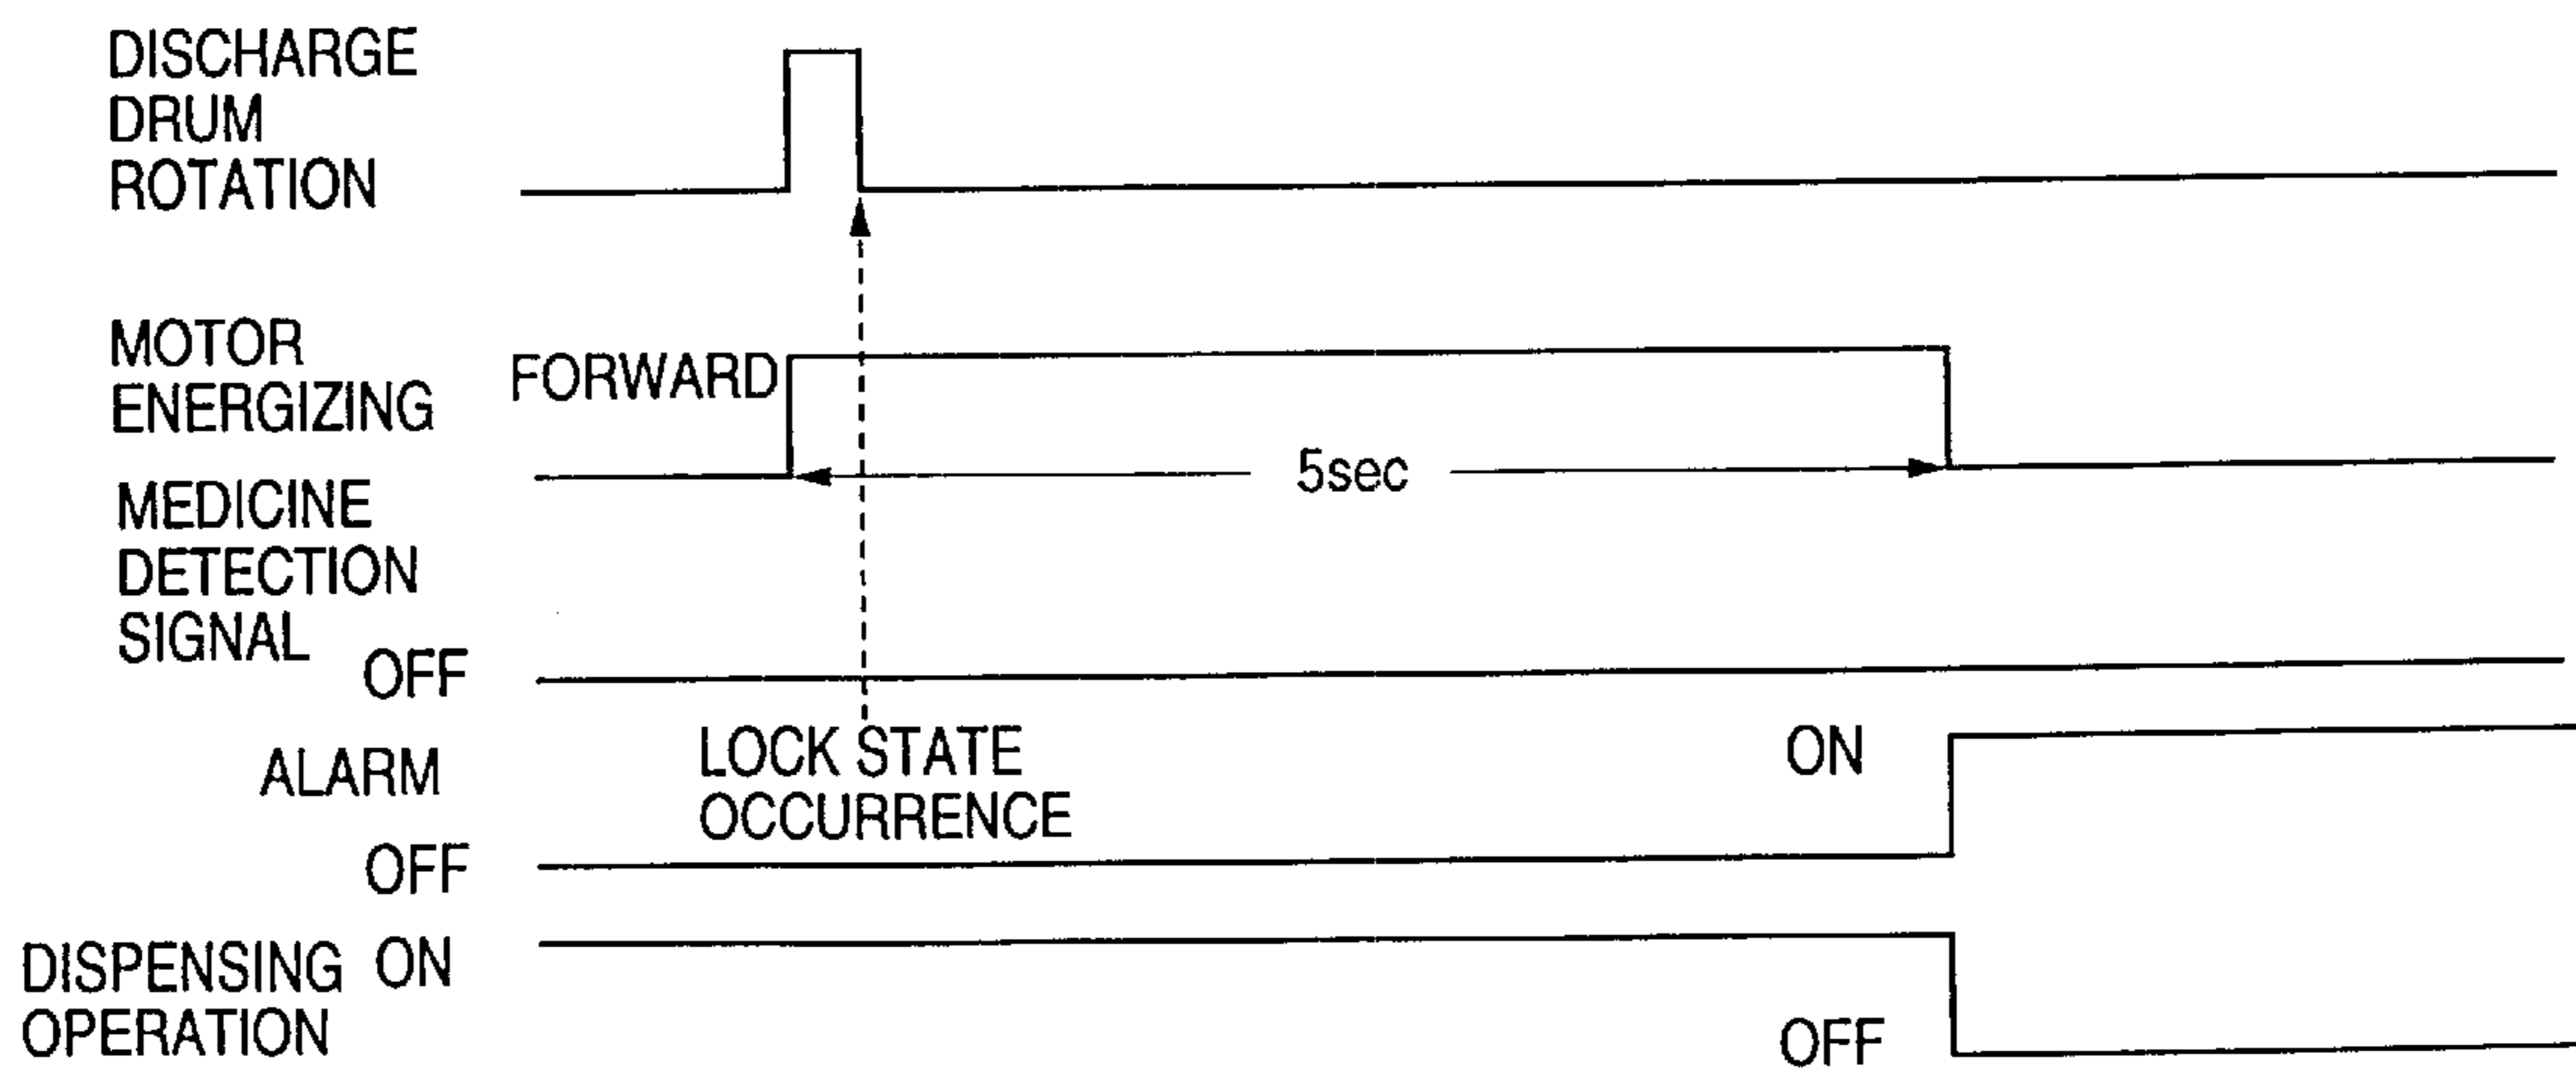 DISCHARGE
DRUM
ROTATION
MOTOR
ENERGIZING
FORWARD
5sec
MEDICINE
DETECTION
SIGNAL
OFF
ALARM
LOCK STATE
OCCURRENCE
ON
OFF
DISPENSING ON
OPERATION
OFF